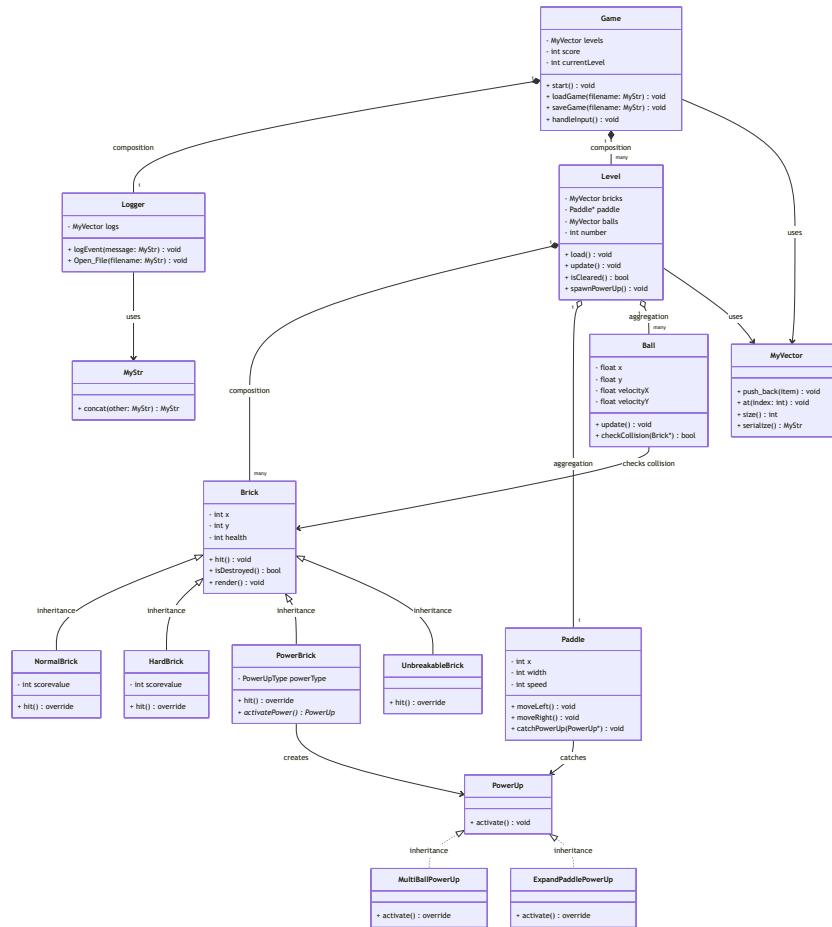 Game
- MyVector levels
- int score
- int currentLevel
+ start() : void
+ loadGame(filename: MyStr) : void
+ saveGame(filename: MyStr) : void
+ handleInput() : void
1
1
composition
composition
1
many
Logger
- MyVector logs
+ logEvent(message: MyStr) : void
+ Open_File(filename: MyStr) : void
Level
- MyVector bricks
- Paddle* paddle
- MyVector balls
- int number
+ load() : void
+ update() : void
+ isCleared() : bool
+ spawnPowerUp() : void
uses
1
1
1
uses
aggregation
uses
many
MyStr
+ concat(other: MyStr) : MyStr
Ball
- float x
- float y
- float velocityX
- float velocityY
+ update() : void
+ checkCollision(Brick*) : bool
MyVector
+ push_back(item) : void
+ at(index: int) : void
+ size() : int
+ serialize() : MyStr
composition
aggregation
checks collision
many
Brick
- int x
- int y
- int health
+ hit() : void
+ isDestroyed() : bool
+ render() : void
inheritance
inheritance
inheritance
inheritance
1
NormalBrick
- int scorevalue
+ hit() : override
HardBrick
- int scorevalue
+ hit() : override
PowerBrick
- PowerUpType powerType
+ hit() : override
+ activatePower() : PowerUp
UnbreakableBrick
+ hit() : override
Paddle
- int x
- int width
- int speed
+ moveLeft() : void
+ moveRight() : void
+ catchPowerUp(PowerUp*) : void
creates
catches
PowerUp
+ activate() : void
inheritance
inheritance
MultiBallPowerUp
+ activate() : override
ExpandPaddlePowerUp
+ activate() : override